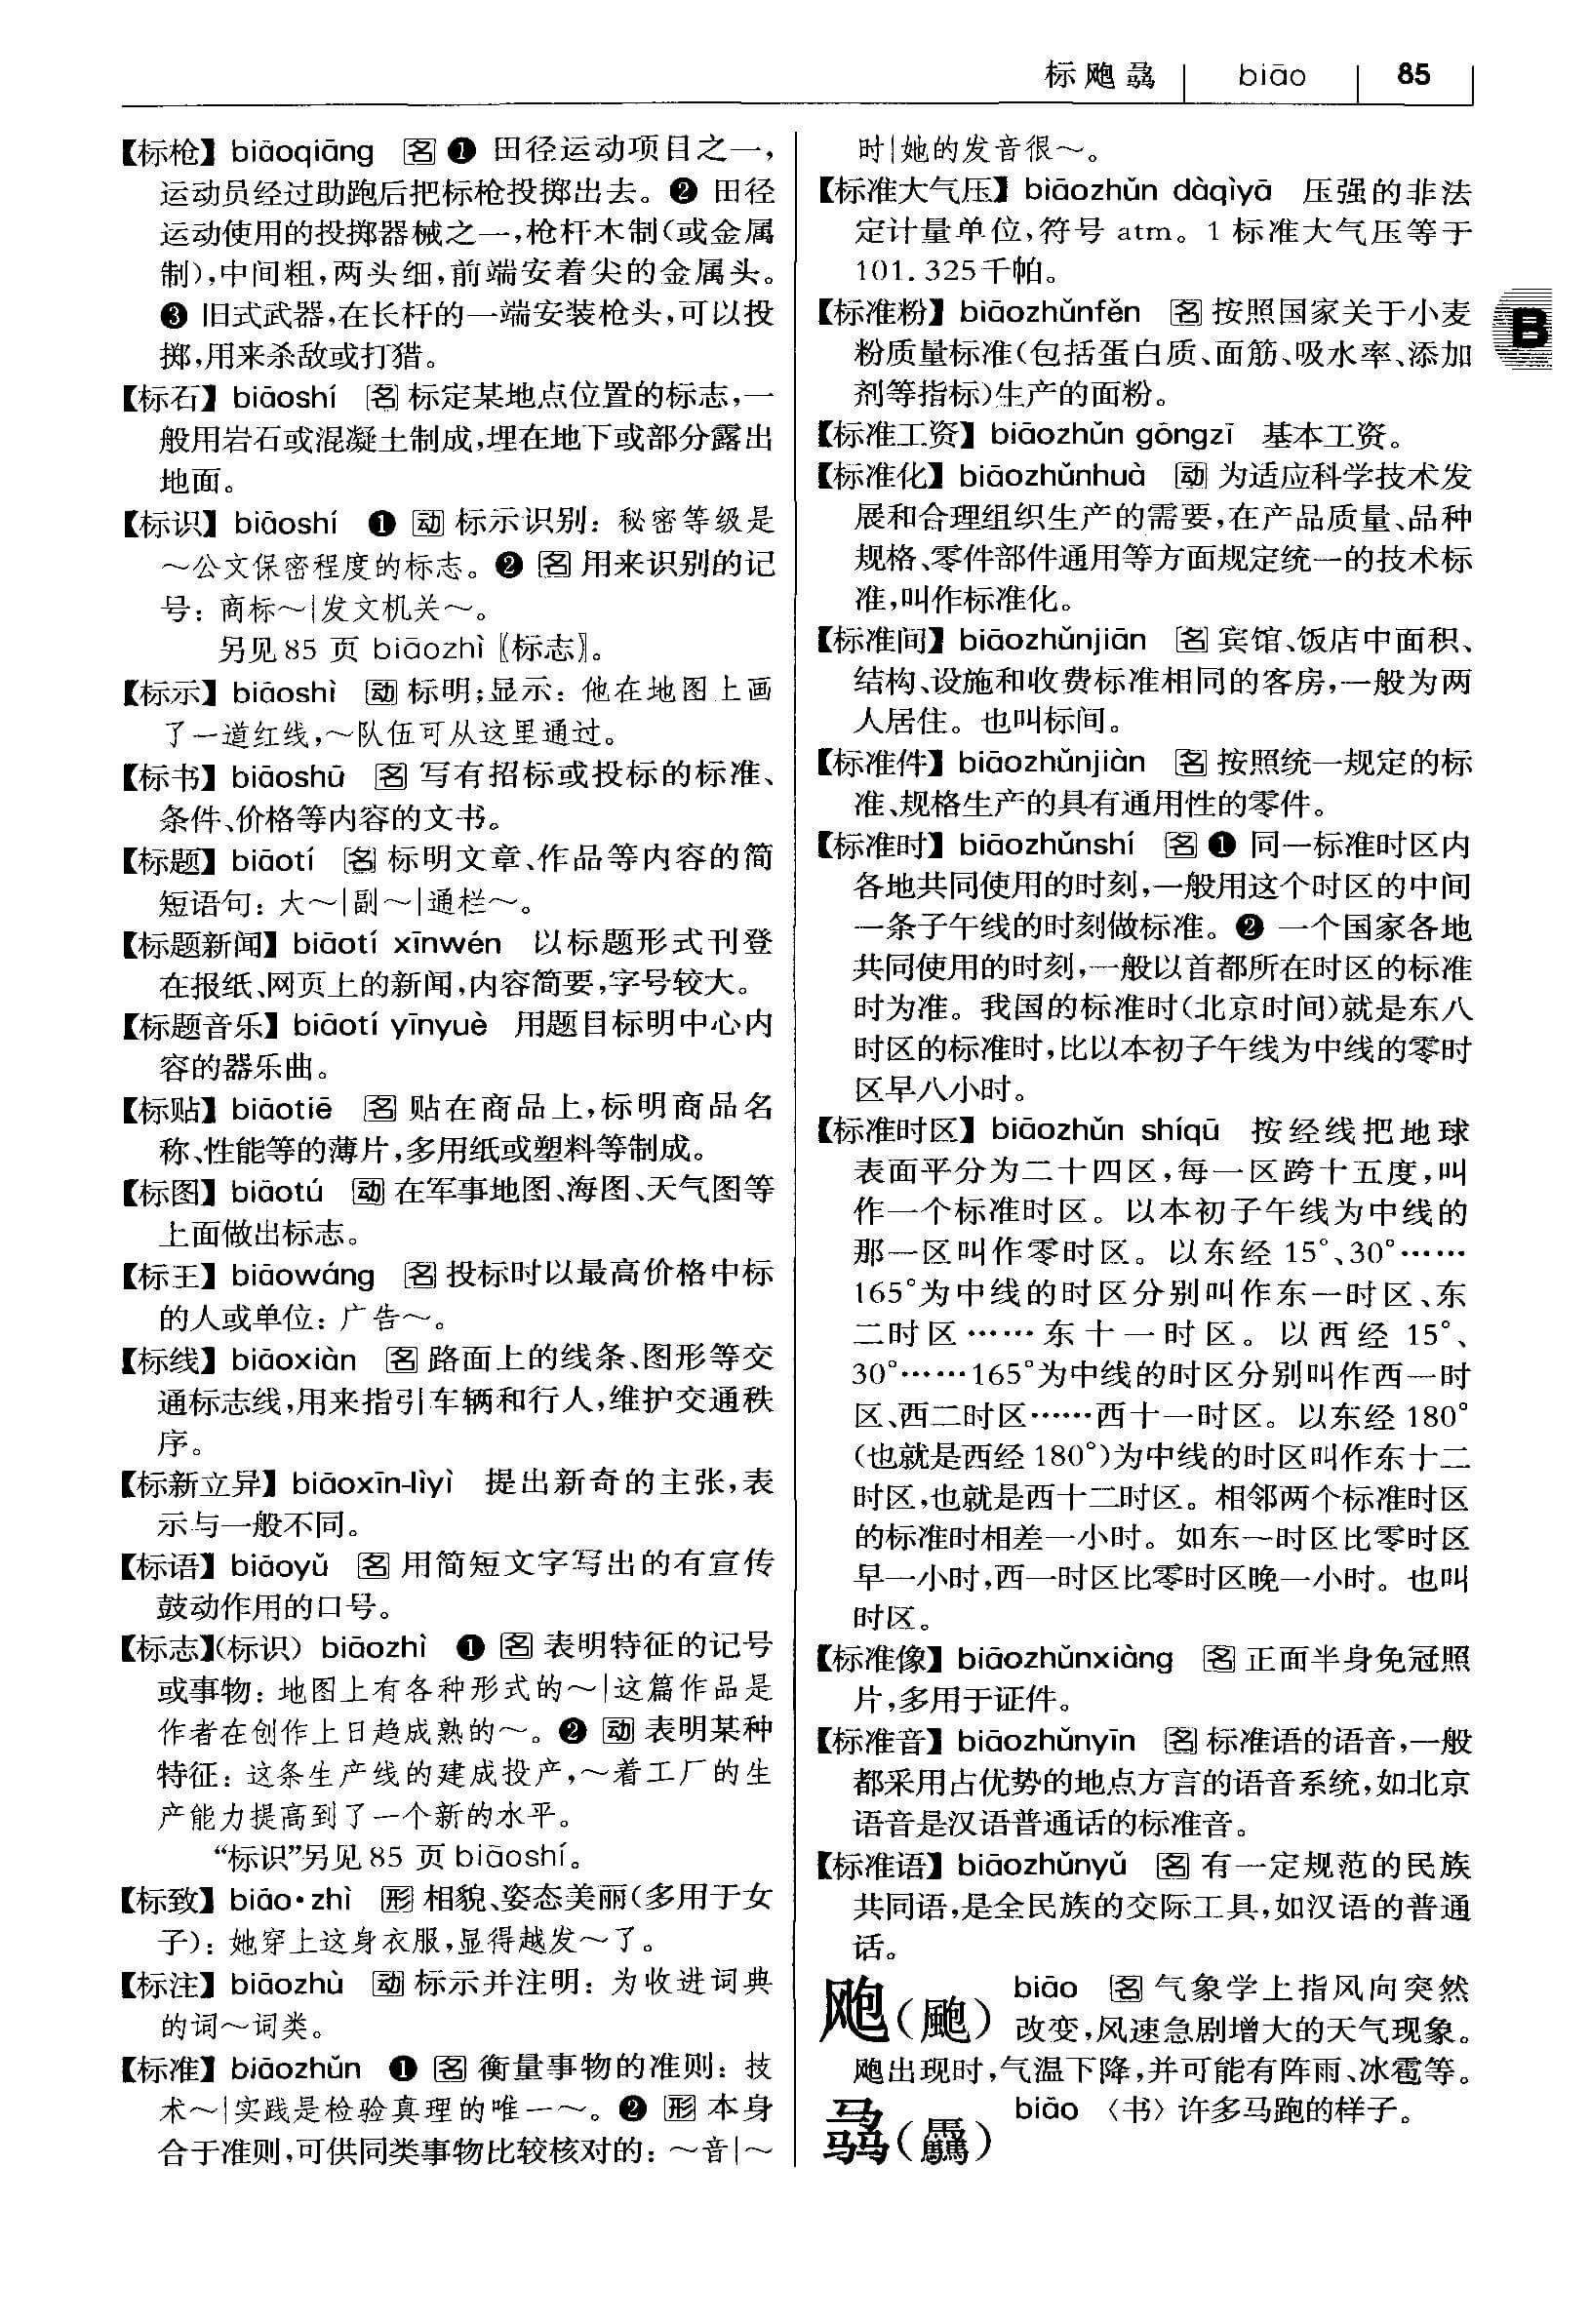 标飑骉 biāo 85
【标枪】 biāoqiāng 名 ❶ 田径运动项目之一，
运动员经过助跑后把标枪投掷出去。❷ 田径
运动使用的投掷器械之一，枪杆木制（或金属
制），中间粗，两头细，前端安着尖的金属头。
❸ 旧式武器，在长杆的一端安装枪头，可以投
掷，用来杀敌或打猎。
【标石】 biāoshí 名 标定某地点位置的标志，一
般用岩石或混凝土制成，埋在地下或部分露出
地面。
【标识】 biāoshí ❶ 动 标示识别：秘密等级是
～公文保密程度的标志。❷ 名 用来识别的记
号：商标～|发文机关～。
另见85 页 biāozhì〖标志〗。
【标示】 biāoshì 动 标明；显示：他在地图上画
了一道红线，～队伍可从这里通过。
【标书】 biāoshū 名 写有招标或投标的标准、
条件、价格等内容的文书。
【标题】 biāotí 名 标明文章、作品等内容的简
短语句：大～|副～|通栏～。
【标题新闻】 biāotí xīnwén 以标题形式刊登
在报纸、网页上的新闻，内容简要，字号较大。
【标题音乐】 biāotí yīnyuè 用题目标明中心内
容的器乐曲。
【标贴】 biāotiē 名 贴在商品上，标明商品名
称、性能等的薄片，多用纸或塑料等制成。
【标图】 biāotú 动 在军事地图、海图、天气图等
上面做出标志。
【标王】 biāowáng 名 投标时以最高价格中标
的人或单位：广告～。
【标线】 biāoxiàn 名 路面上的线条、图形等交
通标志线，用来指引车辆和行人，维护交通秩
序。
【标新立异】 biāoxīn-lìyì 提出新奇的主张，表
示与一般不同。
【标语】 biāoyǔ 名 用简短文字写出的有宣传
鼓动作用的口号。
【标志】（标识） biāozhì ❶ 名 表明特征的记号
或事物：地图上有各种形式的～|这篇作品是
作者在创作上日趋成熟的～。❷ 动 表明某种
特征：这条生产线的建成投产，～着工厂的生
产能力提高到了一个新的水平。
“标识”另见85 页 biāoshí。
【标致】 biāo·zhì 形 相貌、姿态美丽（多用于女
子）：她穿上这身衣服，显得越发～了。
【标注】 biāozhù 动 标示并注明：为收进词典
的词～词类。
【标准】 biāozhǔn ❶ 名 衡量事物的准则：技
术～|实践是检验真理的唯一～。❷ 形 本身
合于准则，可供同类事物比较核对的：～音|～
时|她的发音很～。
【标准大气压】 biāozhǔn dàqìyā 压强的非法
定计量单位，符号 atm。1 标准大气压等于
101.325千帕。
【标准粉】 biāozhǔnfěn 名 按照国家关于小麦
粉质量标准（包括蛋白质、面筋、吸水率、添加
剂等指标）生产的面粉。
【标准工资】 biāozhǔn gōngzī 基本工资。
【标准化】 biāozhǔnhuà 动 为适应科学技术发
展和合理组织生产的需要，在产品质量、品种
规格、零件部件通用等方面规定统一的技术标
准，叫作标准化。
【标准间】 biāozhǔnjiān 名 宾馆、饭店中面积、
结构、设施和收费标准相同的客房，一般为两
人居住。也叫标间。
【标准件】 biāozhǔnjiàn 名 按照统一规定的标
准、规格生产的具有通用性的零件。
【标准时】 biāozhǔnshí 名 ❶ 同一标准时区内
各地共同使用的时刻，一般用这个时区的中间
一条子午线的时刻做标准。❷ 一个国家各地
共同使用的时刻，一般以首都所在时区的标准
时为准。我国的标准时（北京时间）就是东八
时区的标准时，比以本初子午线为中线的零时
区早八小时。
【标准时区】 biāozhǔn shíqū 按经线把地球
表面平分为二十四区，每一区跨十五度，叫
作一个标准时区。以本初子午线为中线的
那一区叫作零时区。以东经 15°、30°……
165°为中线的时区分别叫作东一时区、东
二时区……东十一时区。以西经 15°、
30°……165°为中线的时区分别叫作西一时
区、西二时区……西十一时区。以东经 180°
（也就是西经 180°）为中线的时区叫作东十二
时区，也就是西十二时区。相邻两个标准时区
的标准时相差一小时。如东一时区比零时区
早一小时，西一时区比零时区晚一小时。也叫
时区。
【标准像】 biāozhǔnxiàng 名 正面半身免冠照
片，多用于证件。
【标准音】 biāozhǔnyīn 名 标准语的语音，一般
都采用占优势的地点方言的语音系统，如北京
语音是汉语普通话的标准音。
【标准语】 biāozhǔnyǔ 名 有一定规范的民族
共同语，是全民族的交际工具，如汉语的普通
话。
飑（颮） biāo 名 气象学上指风向突然
改变，风速急剧增大的天气现象。
飑出现时，气温下降，并可能有阵雨、冰雹等。
骉（驫） biāo 〈书〉许多马跑的样子。
B